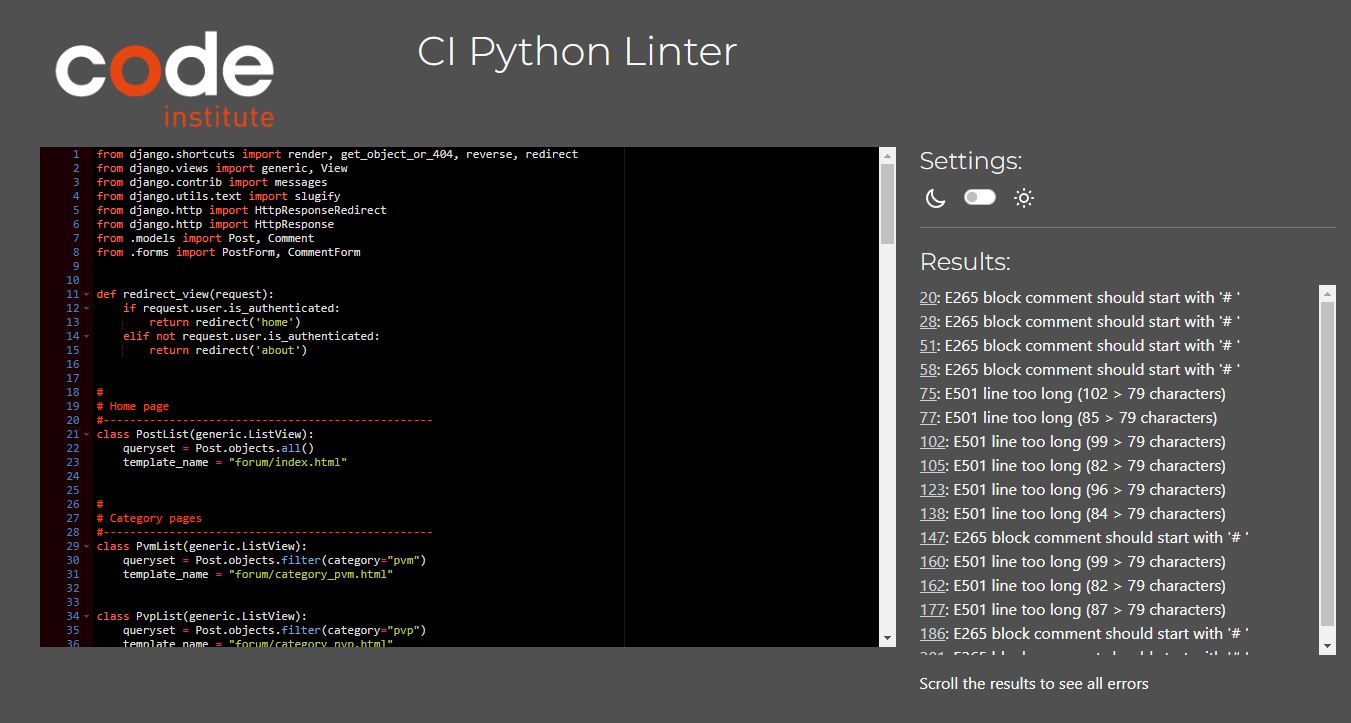 code
institute
CI Python Linter
1 from django.shortcuts import render, get_object_or_404, reverse, redirect
2 from django.views import generic, View
3 from django.contrib import messages
4 from django.utils.text import slugify
5 from django.http import HttpResponseRedirect
6 from django.http import HttpResponse
7 from .models import Post, Comment
8 from .forms import PostForm, CommentForm
9
10
11 def redirect_view(request):
12     if request.user.is_authenticated:
13         return redirect('home')
14     elif not request.user.is_authenticated:
15         return redirect('about')
16
17
18 #
19 # Home page
20 #--------------------------------------------------
21 class PostList(generic.ListView):
22     queryset = Post.objects.all()
23     template_name = "forum/index.html"
24
25
26 #
27 # Category pages
28 #--------------------------------------------------
29 class PvmList(generic.ListView):
30     queryset = Post.objects.filter(category="pvm")
31     template_name = "forum/category_pvm.html"
32
33
34 class PvpList(generic.ListView):
35     queryset = Post.objects.filter(category="pvp")
36     template_name = "forum/category_pvp.html"
Settings:
Results:
20: E265 block comment should start with '# '
28: E265 block comment should start with '# '
51: E265 block comment should start with '# '
58: E265 block comment should start with '# '
75: E501 line too long (102 > 79 characters)
77: E501 line too long (85 > 79 characters)
102: E501 line too long (99 > 79 characters)
105: E501 line too long (82 > 79 characters)
123: E501 line too long (96 > 79 characters)
138: E501 line too long (84 > 79 characters)
147: E265 block comment should start with '# '
160: E501 line too long (99 > 79 characters)
162: E501 line too long (82 > 79 characters)
177: E501 line too long (87 > 79 characters)
186: E265 block comment should start with '# '
E265 block comment should start with '# '
Scroll the results to see all errors